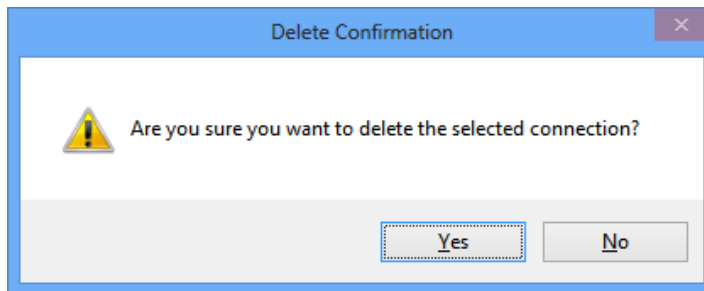 Delete Confirmation
Are you sure you want to delete the selected connection?
Yes
No